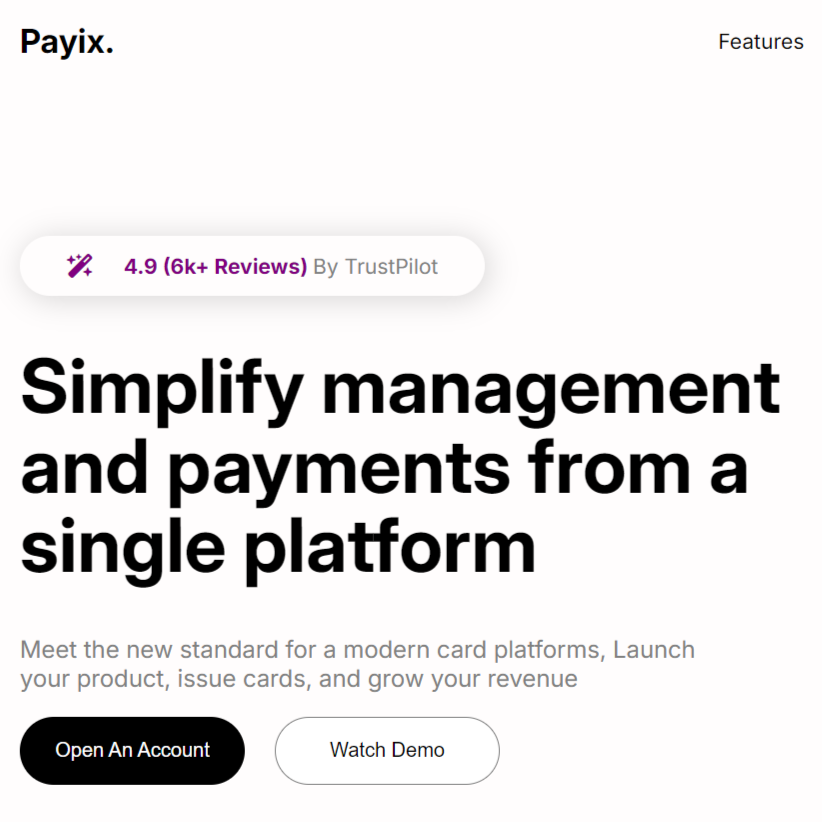 Payix.
Features
4.9 (6k+ Reviews) By TrustPilot
Simplify management
and payments from a
single platform
Meet the new standard for a modern card platforms, Launch
your product, issue cards, and grow your revenue
Open An Account
Watch Demo